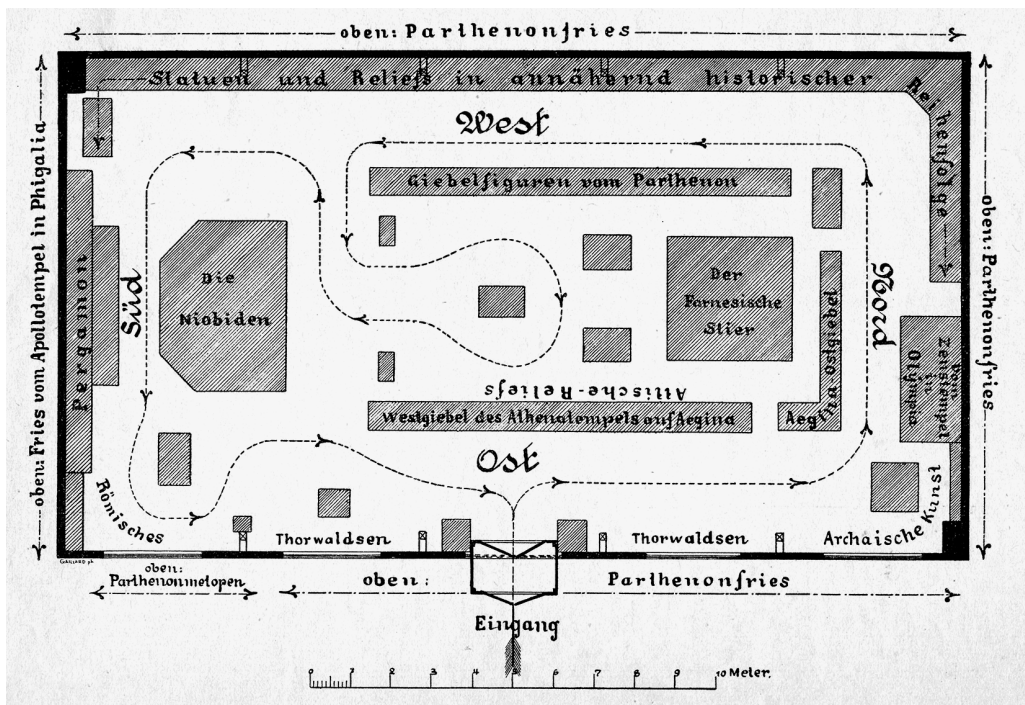 oben: Parthenonfries
Statuen und Reliefs in annähernd historischer Reihenfolge
oben: Fries vom Apollotempel in Phigalia
West
Giebelfiguren vom Parthenon
Pergamon
Süd
Die
Niobiden
Der
Farnesische
Stier
Nord
Aegina-Ostgiebel
Vom
Zeustempel
in
Olympia
oben: Parthenonfries
Attische-Reliefs
Westgiebel des Athenatempels auf Aegina
Ost
Römisches
Thorwaldsen
Thorwaldsen
Archaische Kunst
GAILLARD
oben:
Parthenonmetopen
oben: Parthenonfries
Eingang
0 1 2 3 4 5 6 7 8 9 10 Meter.